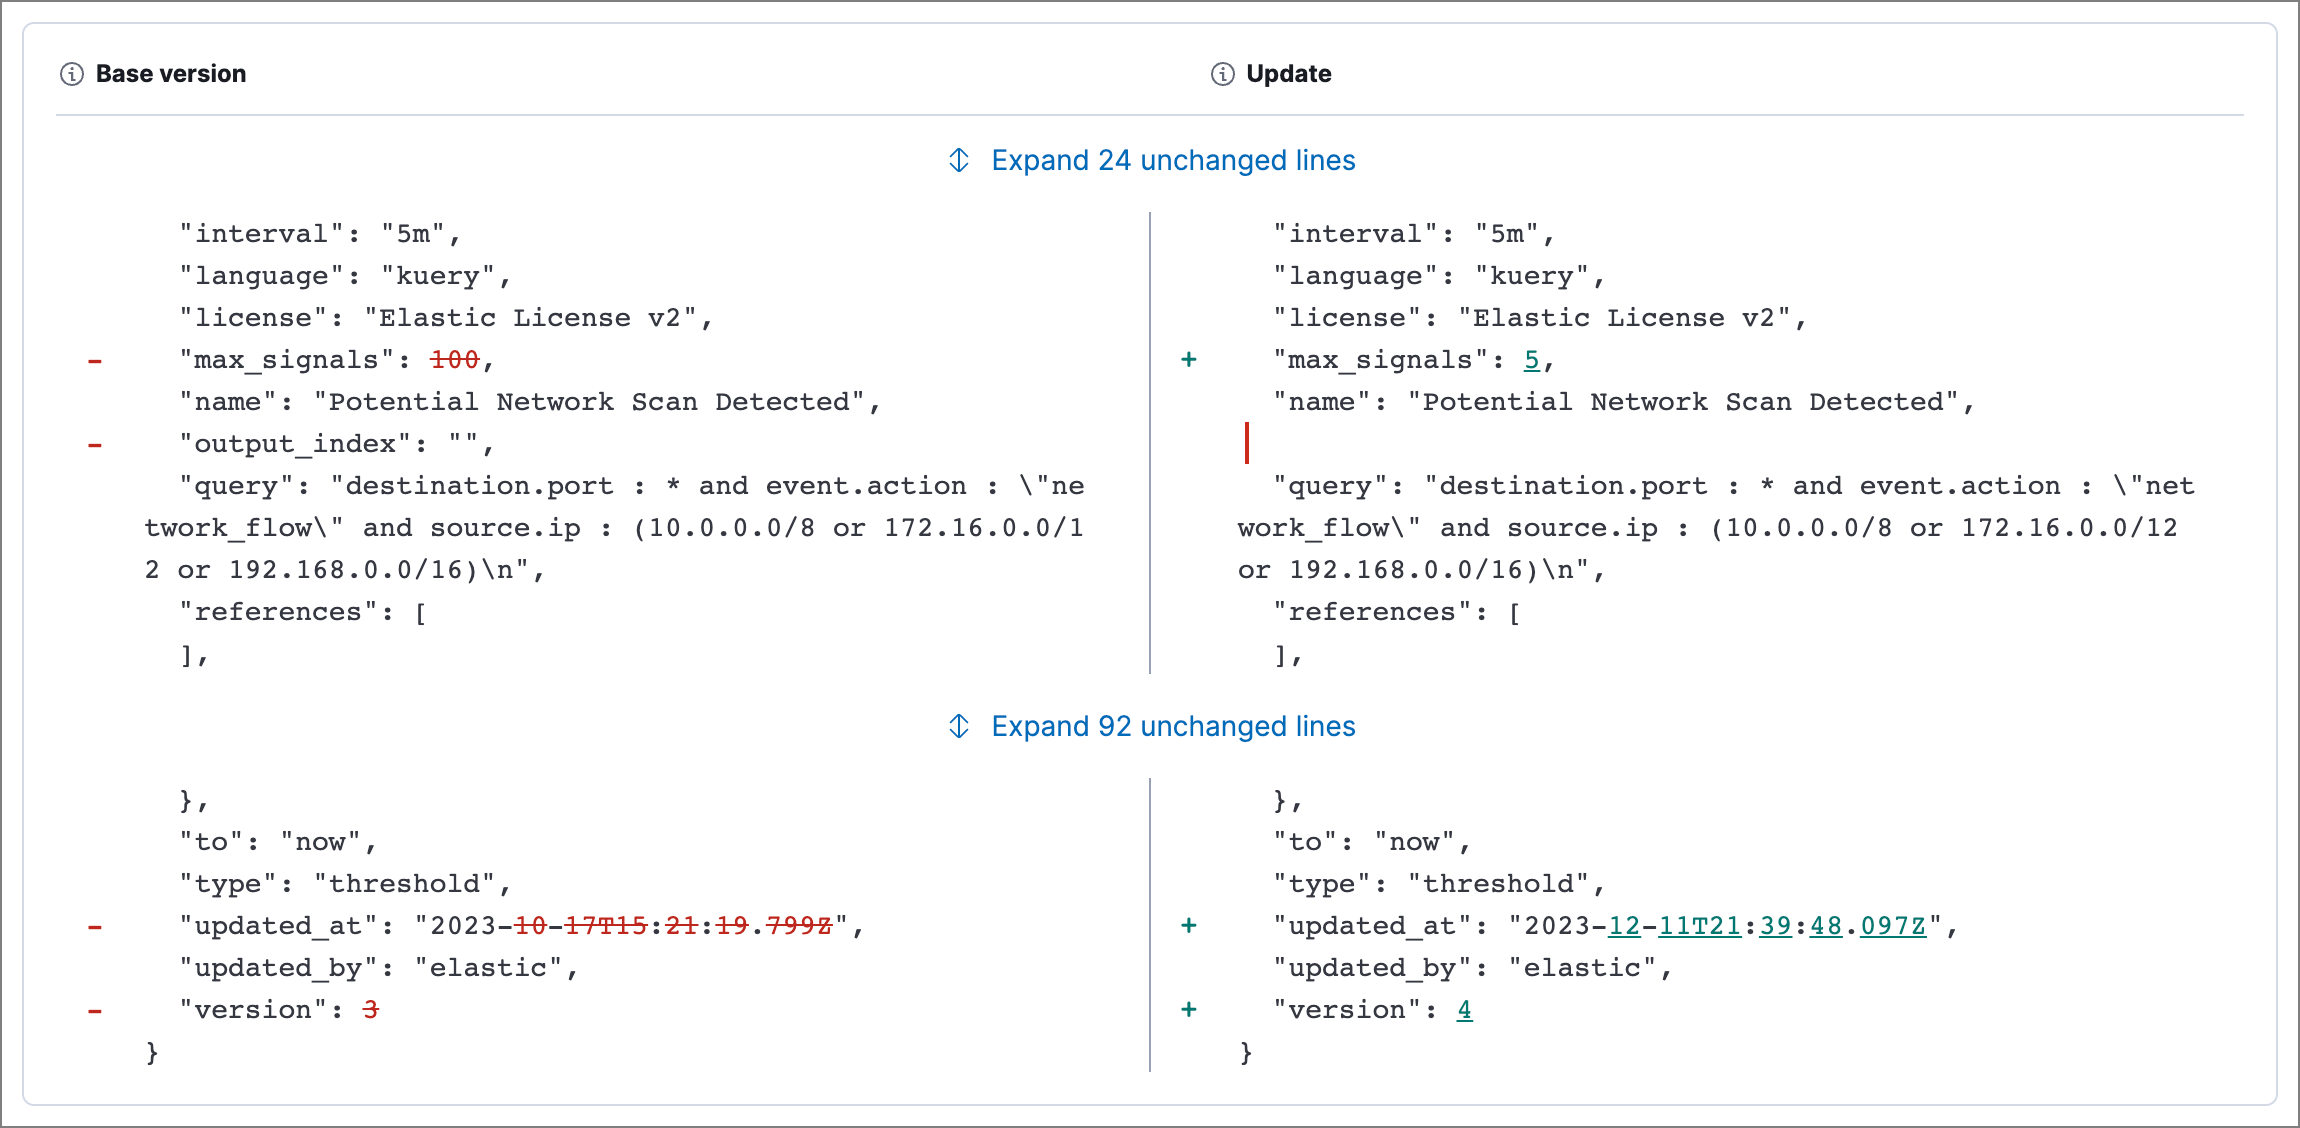 Base version
Update
Expand 24 unchanged lines
"interval": "5m",
"language": "kuery",
"license": "Elastic License v2",
- "max_signals": 100,
"name": "Potential Network Scan Detected",
- "output_index": "",
"query": "destination.port : * and event.action : \"ne
twork_flow\" and source.ip : (10.0.0.0/8 or 172.16.0.0/1
2 or 192.168.0.0/16)\n",
"references": [
],
"interval": "5m",
"language": "kuery",
"license": "Elastic License v2",
+ "max_signals": 5,
"name": "Potential Network Scan Detected",
"query": "destination.port : * and event.action : \"net
work_flow\" and source.ip : (10.0.0.0/8 or 172.16.0.0/12
or 192.168.0.0/16)\n",
"references": [
],
Expand 92 unchanged lines
},
"to": "now",
"type": "threshold",
- "updated_at": "2023-10-17T15:21:19.799Z",
"updated_by": "elastic",
- "version": 3
}
},
"to": "now",
"type": "threshold",
+ "updated_at": "2023-12-11T21:39:48.097Z",
"updated_by": "elastic",
+ "version": 4
}